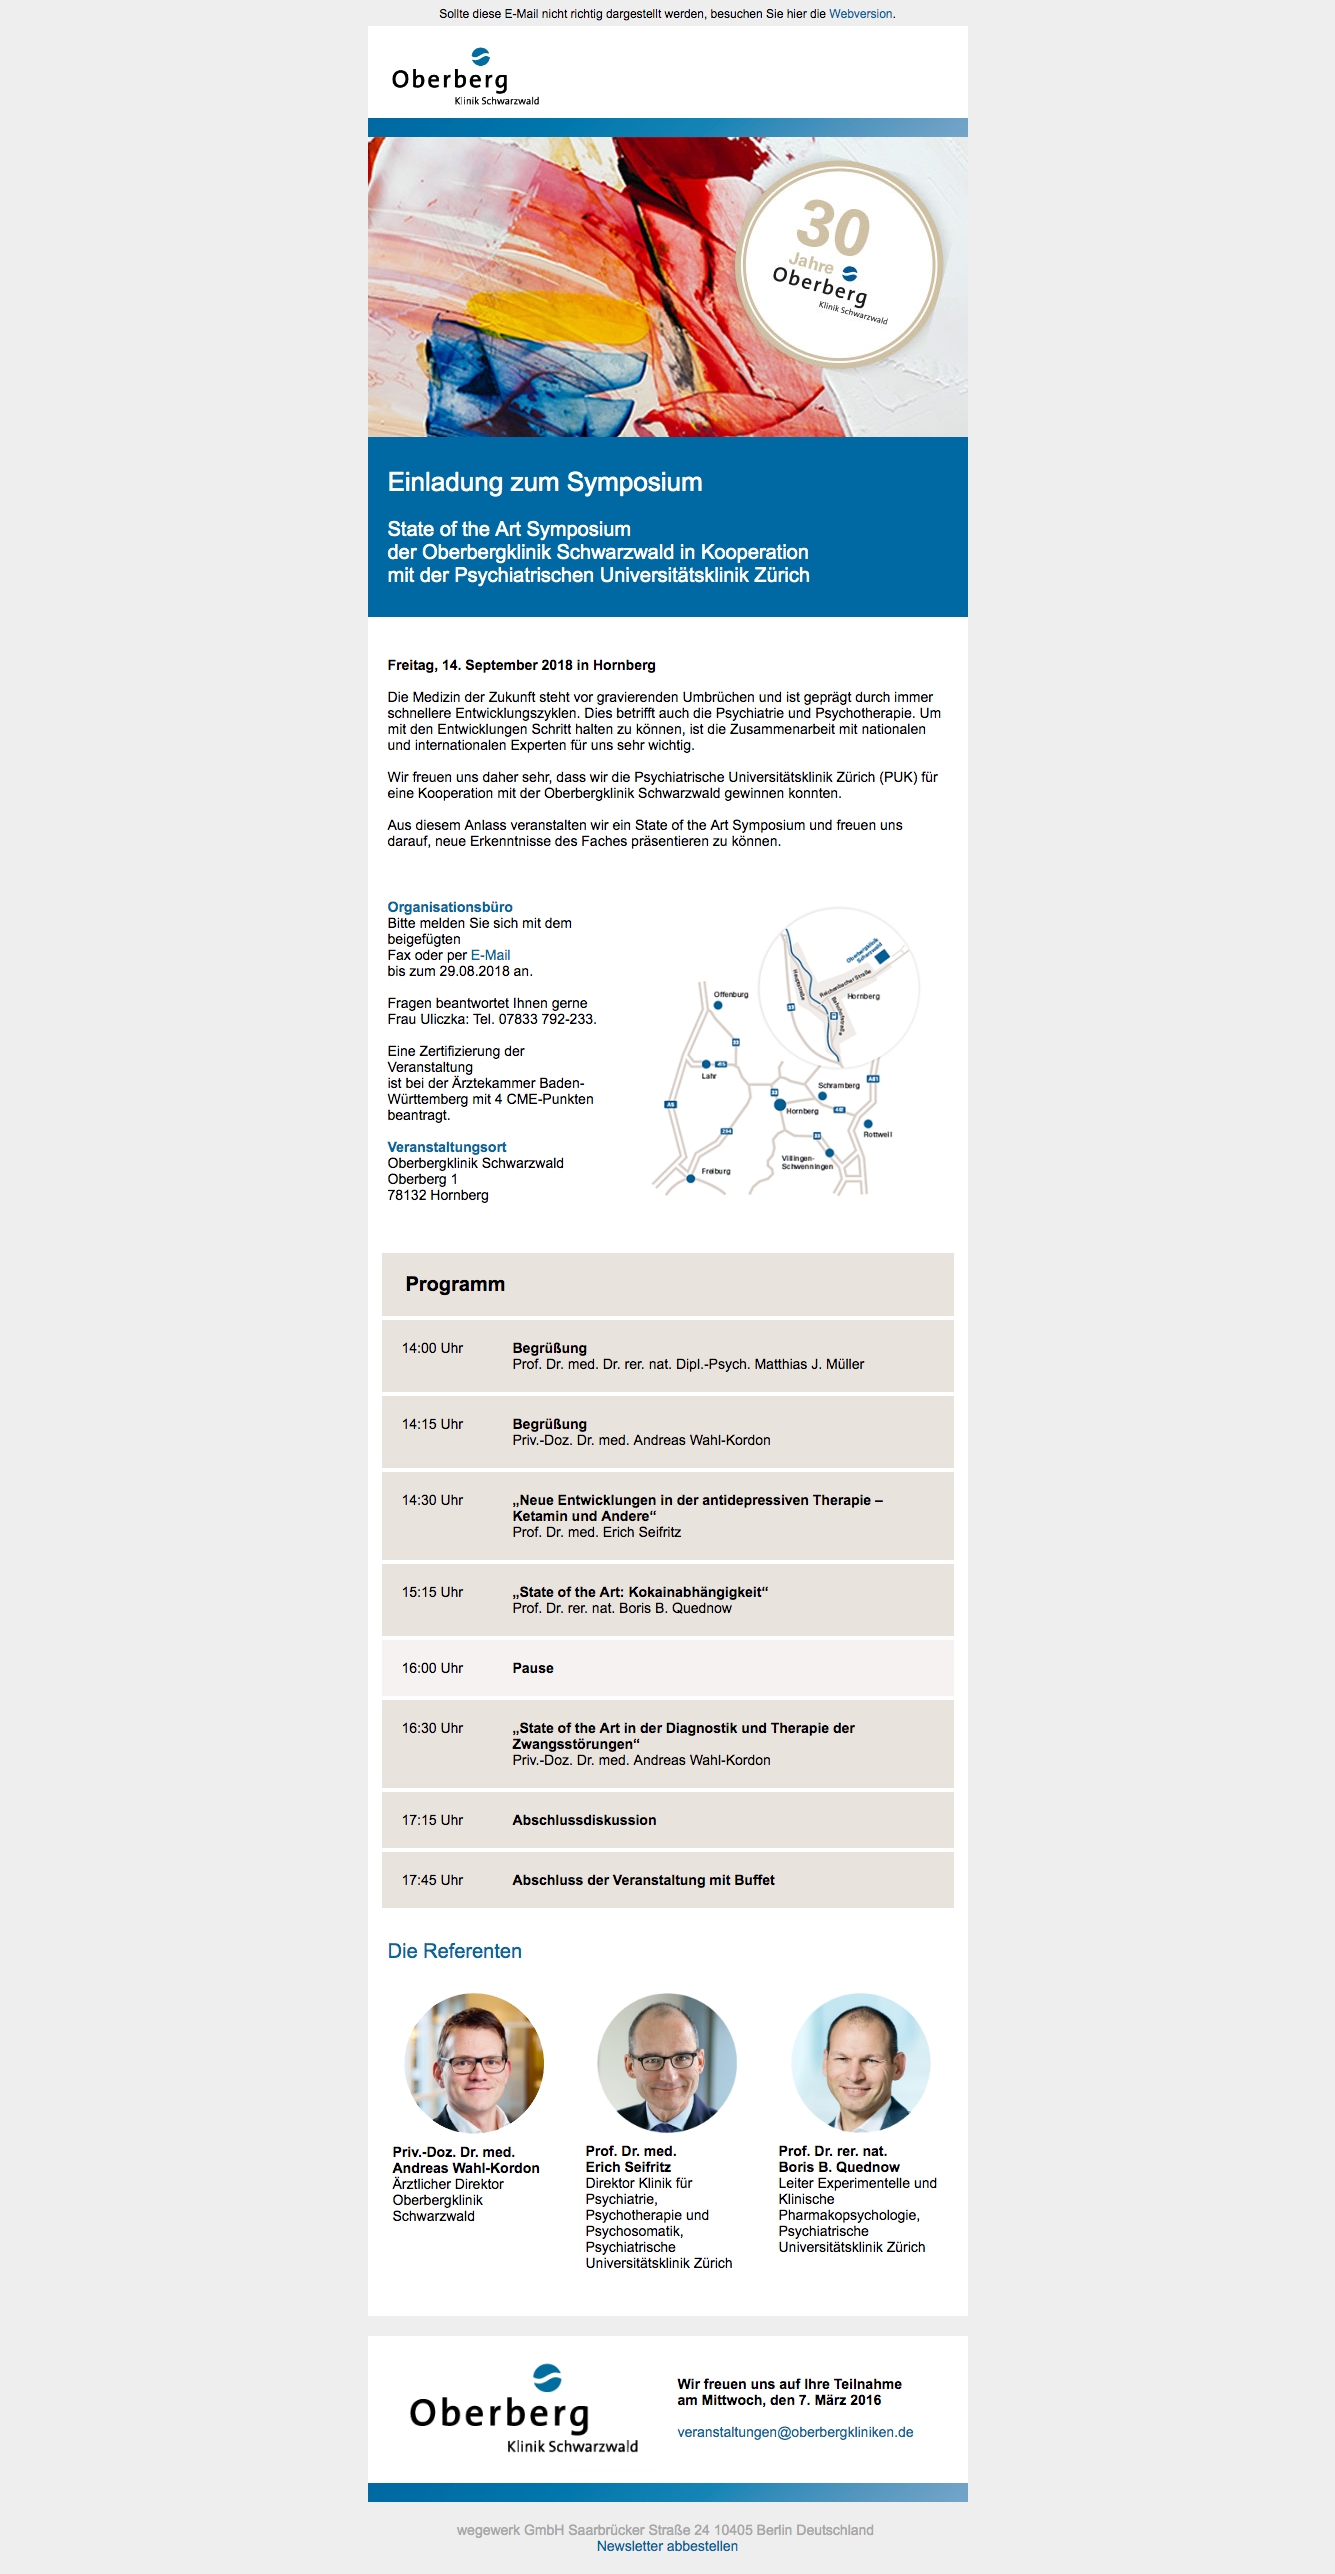 Sollte diese E-Mail nicht richtig dargestellt werden, besuchen Sie hier die Webversion.
Oberberg
Klinik Schwarzwald
30
Jahre
Oberberg
Klinik Schwarzwald
Einladung zum Symposium
State of the Art Symposium
der Oberbergklinik Schwarzwald in Kooperation
mit der Psychiatrischen Universitätsklinik Zürich
Freitag, 14. September 2018 in Hornberg
Die Medizin der Zukunft steht vor gravierenden Umbrüchen und ist geprägt durch immer
schnellere Entwicklungszyklen. Dies betrifft auch die Psychiatrie und Psychotherapie. Um
mit den Entwicklungen Schritt halten zu können, ist die Zusammenarbeit mit nationalen
und internationalen Experten für uns sehr wichtig.
Wir freuen uns daher sehr, dass wir die Psychiatrische Universitätsklinik Zürich (PUK) für
eine Kooperation mit der Oberbergklinik Schwarzwald gewinnen konnten.
Aus diesem Anlass veranstalten wir ein State of the Art Symposium und freuen uns
darauf, neue Erkenntnisse des Faches präsentieren zu können.
Organisationsbüro
Bitte melden Sie sich mit dem
beigefügten
Fax oder per E-Mail
bis zum 29.08.2018 an.
Fragen beantwortet Ihnen gerne
Frau Uliczka: Tel. 07833 792-233.
Eine Zertifizierung der
Veranstaltung
ist bei der Ärztekammer Baden-
Württemberg mit 4 CME-Punkten
beantragt.
Veranstaltungsort
Oberbergklinik Schwarzwald
Oberberg 1
78132 Hornberg
Oberbergklinik
Schwarzwald
Hauptstraße
Reichenbacher Straße
Hornberg
33
Offenburg
33
Lahr
415
A5
294
Freiburg
33
Hornberg
Schramberg
A81
462
Rottweil
33
Villingen-
Schwenningen
Programm
14:00 Uhr
Begrüßung
Prof. Dr. med. Dr. rer. nat. Dipl.-Psych. Matthias J. Müller
14:15 Uhr
Begrüßung
Priv.-Doz. Dr. med. Andreas Wahl-Kordon
14:30 Uhr
„Neue Entwicklungen in der antidepressiven Therapie –
Ketamin und Andere“
Prof. Dr. med. Erich Seifritz
15:15 Uhr
„State of the Art: Kokainabhängigkeit“
Prof. Dr. rer. nat. Boris B. Quednow
16:00 Uhr
Pause
16:30 Uhr
„State of the Art in der Diagnostik und Therapie der
Zwangsstörungen“
Priv.-Doz. Dr. med. Andreas Wahl-Kordon
17:15 Uhr
Abschlussdiskussion
17:45 Uhr
Abschluss der Veranstaltung mit Buffet
Die Referenten
Priv.-Doz. Dr. med.
Andreas Wahl-Kordon
Ärztlicher Direktor
Oberbergklinik
Schwarzwald
Prof. Dr. med.
Erich Seifritz
Direktor Klinik für
Psychiatrie,
Psychotherapie und
Psychosomatik,
Psychiatrische
Universitätsklinik Zürich
Prof. Dr. rer. nat.
Boris B. Quednow
Leiter Experimentelle und
Klinische
Pharmakopsychologie,
Psychiatrische
Universitätsklinik Zürich
Oberberg
Klinik Schwarzwald
Wir freuen uns auf Ihre Teilnahme
am Mittwoch, den 7. März 2016
veranstaltungen@oberbergkliniken.de
wegewerk GmbH Saarbrücker Straße 24 10405 Berlin Deutschland
Newsletter abbestellen